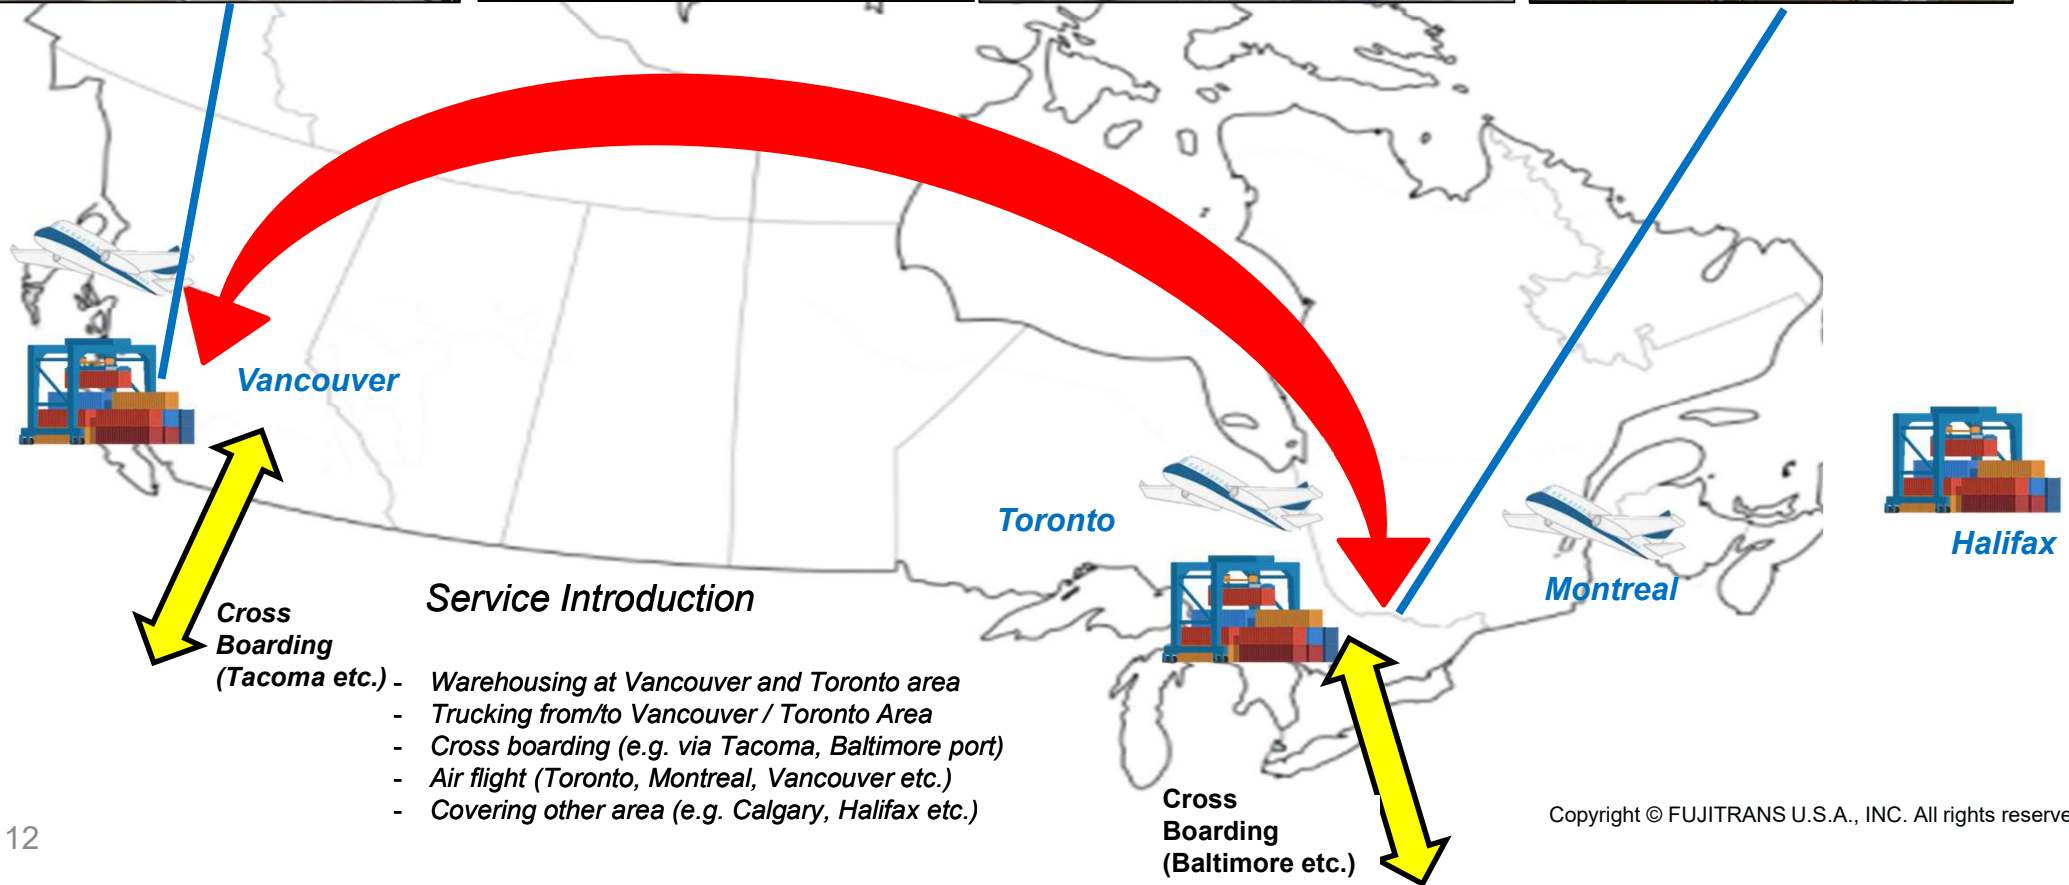 Vancouver
Toronto
Halifax
Montreal
Service Introduction
Cross
Boarding
(Tacoma etc.)
- Warehousing at Vancouver and Toronto area
- Trucking from/to Vancouver / Toronto Area
- Cross boarding (e.g. via Tacoma, Baltimore port)
- Air flight (Toronto, Montreal, Vancouver etc.)
- Covering other area (e.g. Calgary, Halifax etc.)
Cross
Boarding
(Baltimore etc.)
Copyright © FUJITRANS U.S.A., INC. All rights reserve
12